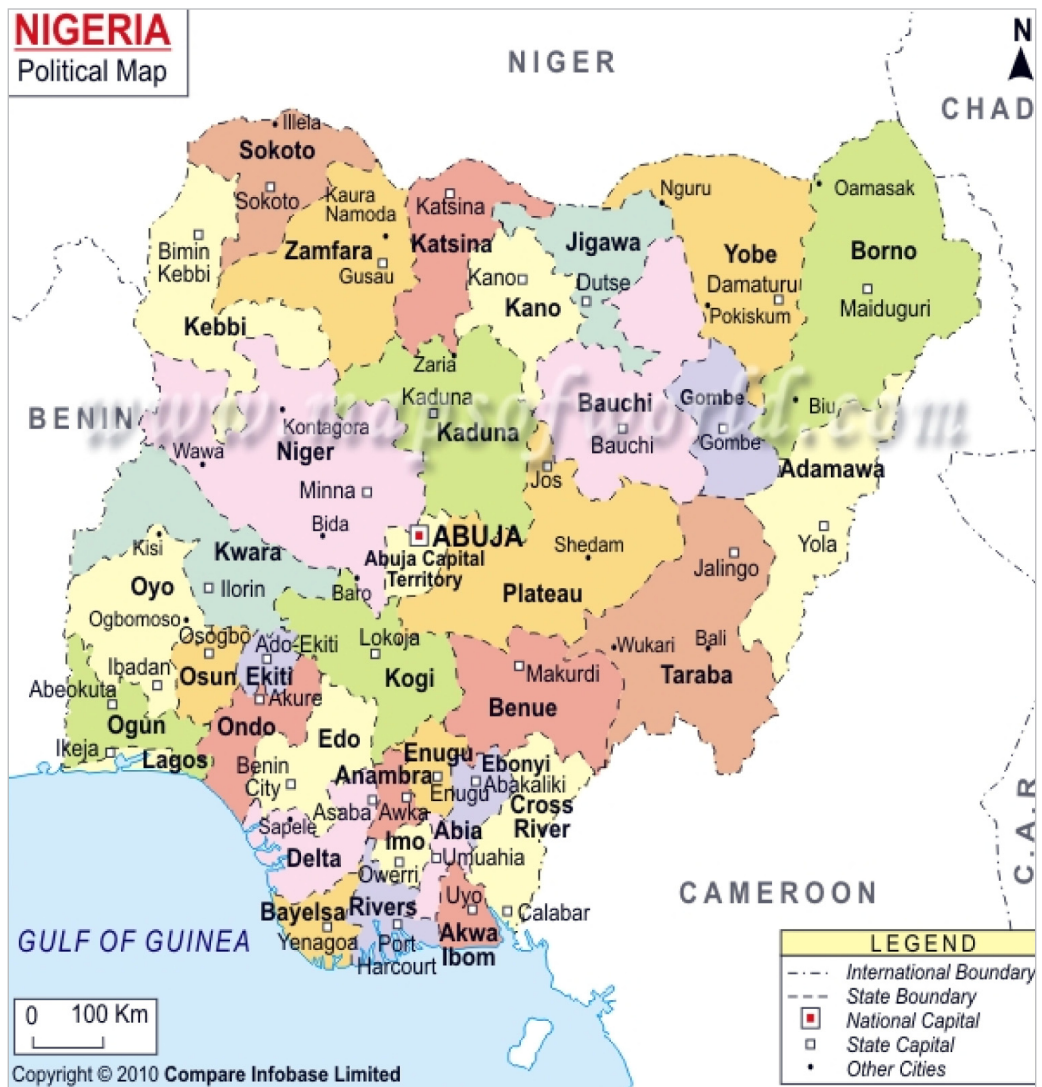 NIGERIA
Political Map
N
NIGER
CHAD
Illela
Sokoto
Sokoto
Kaura
Namoda
Katsina
Nguru
Oamasak
Bimin
Kebbi
Zamfara
Gusau
Katsina
Jigawa
Yobe
Borno
Kano
Kano
Dutse
Damaturu
Pokiskum
Maiduguri
Kebbi
Zaria
Kaduna
Kaduna
BENIN
www.mapsofworld.com
Bauchi
Bauchi
Gombe
Gombe
Biu
Kontagora
Niger
Wawa
Minna
Bida
Jos
Adamawa
Yola
Kisi
Kwara
ABUJA
Abuja Capital
Territory
Shedam
Jalingo
Oyo
Ilorin
Baro
Plateau
Ogbomoso
Osogbo
Ado-Ekiti
Lokoja
Wukari
Bali
Ibadan
Osun
Ekiti
Kogi
Makurdi
Taraba
Abeokuta
Akure
Benue
Ogun
Ondo
Edo
Ikeja
Lagos
Benin
City
Enugu
Enugu
Ebonyi
Abakaliki
Anambra
Asaba
Awka
Cross
River
C.A.R
Sapele
Delta
Imo
Abia
Umuahia
Owerri
CAMEROON
Bayelsa
Yenagoa
Rivers
Port
Harcourt
Uyo
Akwa
Ibom
Calabar
GULF OF GUINEA
LEGEND
International Boundary
State Boundary
National Capital
State Capital
Other Cities
0 100 Km
Copyright © 2010 Compare Infobase Limited